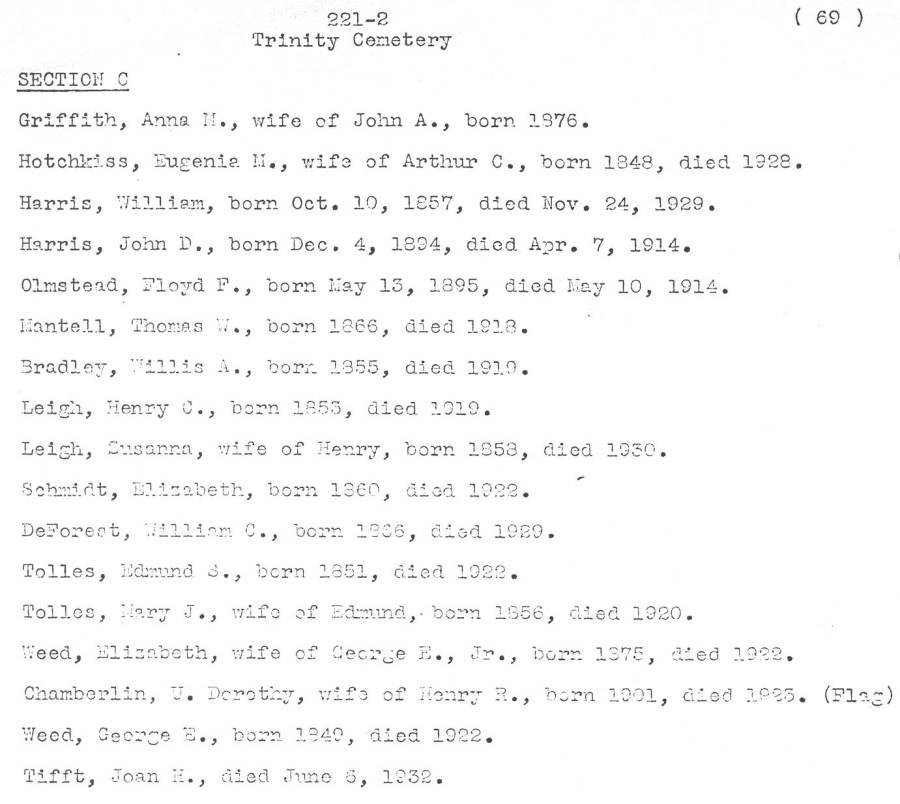 221-2
( 69 )
Trinity Cemetery
SECTION C
Griffith, Anna M., wife of John A., born 1876.
Hotchkiss, Eugenia M., wife of Arthur C., born 1848, died 1928.
Harris, William, born Oct. 10, 1857, died Nov. 24, 1929.
Harris, John D., born Dec. 4, 1894, died Apr. 7, 1914.
Olmstead, Floyd F., born May 13, 1895, died May 10, 1914.
Mantell, Thomas W., born 1866, died 1918.
Bradley, Willis A., born 1855, died 1919.
Leigh, Henry C., born died 1919.
Leigh, Susanna, wife of Henry, born 1858, died 1930.
Schmidt, Elizabeth, born 1860, died 1922.
DeForest, William C., born died 1929.
Tolles, Edmund S., born 1851, died 1922.
Tolles, Mary J., wife of Edmund, born 1856, died 1920.
Weed, Elizabeth, wife of George E., Jr., born 1875, died 1922.
Chamberlin, U. Dorothy, wife of Henry R., born 1901, died (Flag)
Weed, George E., born 1849, died 1922.
Tifft, Joan H., died June 6, 1932.